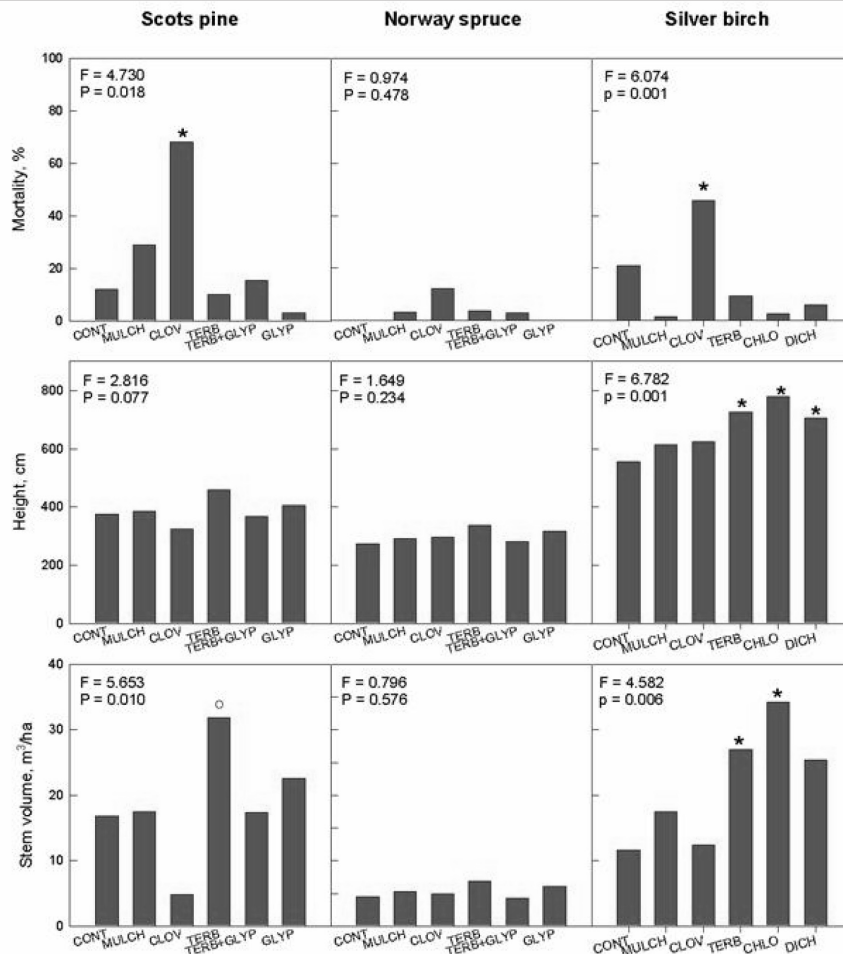 Scots pine Norway spruce Silver birch
Mortality, %
100
80
60
40
20
0
F = 4.730
P = 0.018
*
CONT MULCH CLOV TERB TERB+GLYP GLYP
F = 0.974
P = 0.478
CONT MULCH CLOV TERB TERB+GLYP GLYP
F = 6.074
p = 0.001
*
CONT MULCH CLOV TERB CHLO DICH
Height, cm
800
600
400
200
0
F = 2.816
P = 0.077
CONT MULCH CLOV TERB TERB+GLYP GLYP
F = 1.649
P = 0.234
CONT MULCH CLOV TERB TERB+GLYP GLYP
F = 6.782
p = 0.001
* * *
CONT MULCH CLOV TERB CHLO DICH
Stem volume, m³/ha
40
30
20
10
0
F = 5.653
P = 0.010
○
CONT MULCH CLOV TERB TERB+GLYP GLYP
F = 0.796
P = 0.576
CONT MULCH CLOV TERB TERB+GLYP GLYP
F = 4.582
p = 0.006
* *
CONT MULCH CLOV TERB CHLO DICH